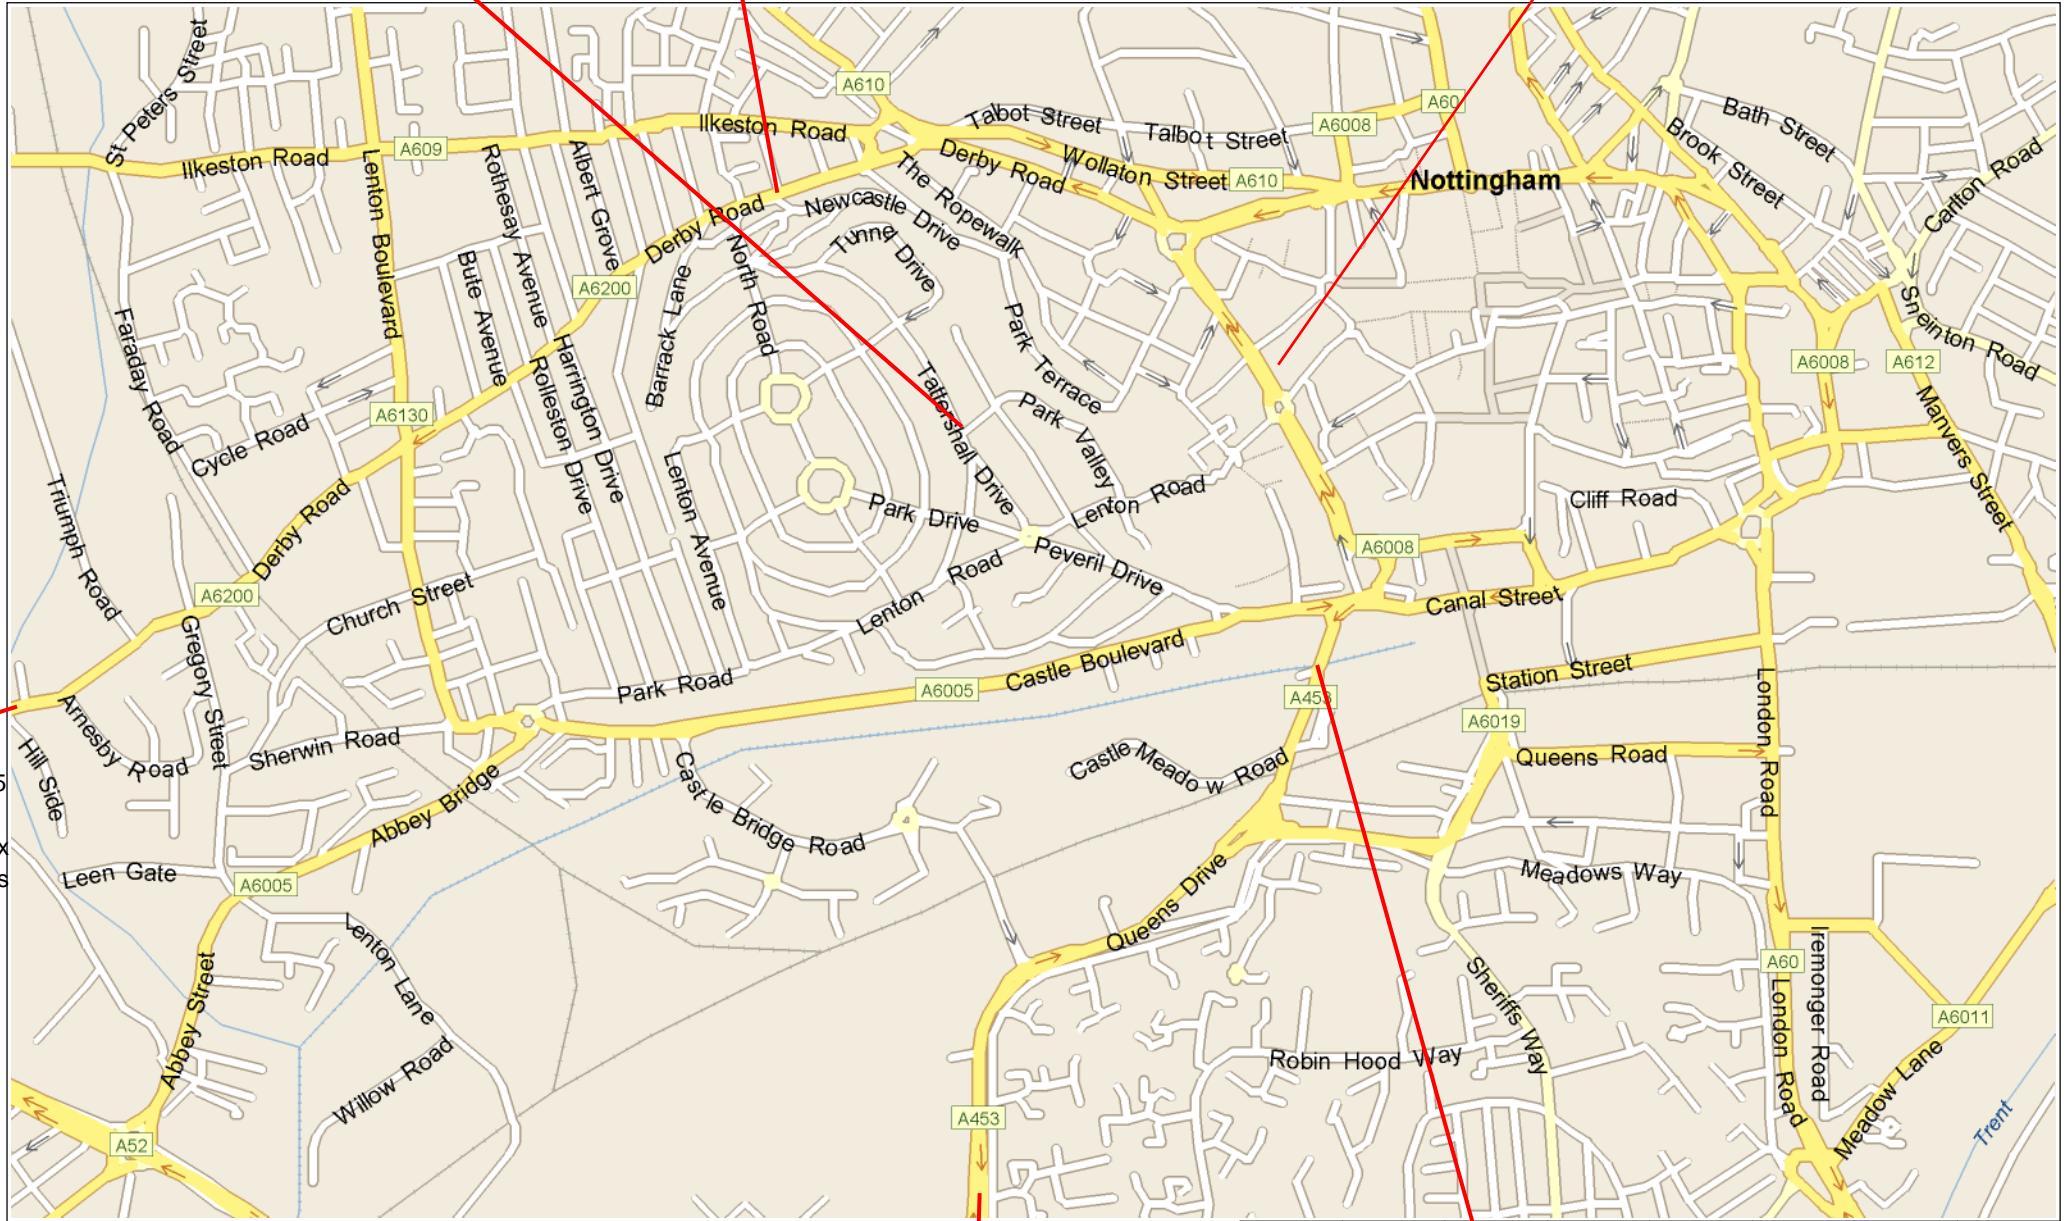 St Peters Street
A610
Tabot Street
Talbo t Street
A6008
A60
Bath Street
Brook Street
Carlton Road
Ilkeston Road
A609
Ilkeston Road
Lenton Boulevard
Rothesay Avenue
Albert Grove
Derby Road
Wollaton Street
A610
Nottingham
The Ropewalk
Newcastle Drive
Tunnel Drive
Derby Road
North Road
Barrack Lane
A6200
Bute Avenue
Harrington Drive
Rolleston Drive
Faraday Road
Park Terrace
Sneinton Road
A6008
A612
Manvers Street
A6130
Cycle Road
Tattershall Drive
Park Valley
Lenton Road
Cliff Road
Triumph Road
Derby Road
Lenton Avenue
Park Drive
Peveril Drive
A6008
A6200
Church Street
Lenton Road
Canal Street
Gregory Street
Castle Boulevard
Station Street
Park Road
A6005
A453
A6019
London Road
Arnesby Road
Hill Side
Sherwin Road
Castle Meado w Road
Queens Road
5
Abbey Bridge
Cast le Bridge Road
x
s
Leen Gate
A6005
Queens Drive
Meadows Way
Lenton Lane
Abbey Street
Sheriffs Way
A60
Iremonger Road
London Road
A6011
Robin Hood Way
Willow Road
Meadow Lane
A453
A52
Trent